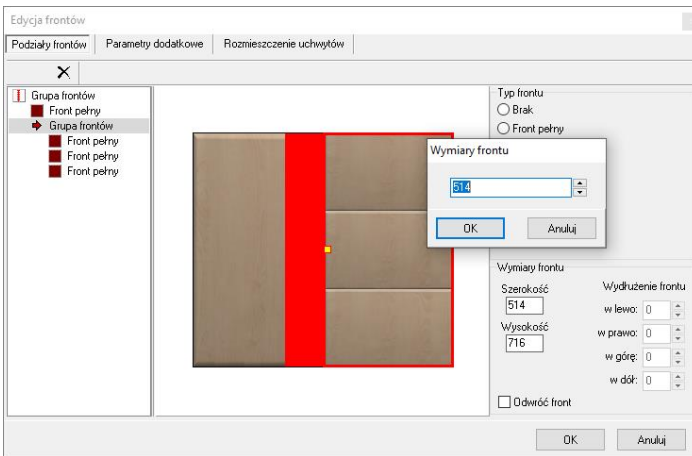 Edycja frontów
Podziały frontów Parametry dodatkowe Rozmieszczenie uchwytów
Grupa frontów
Front pełny
Grupa frontów
Front pełny
Front pełny
Front pełny
Typ frontu
Brak
Front pełny
Wymiary frontu
514
OK Anuluj
Wymiary frontu
Szerokość
514
Wysokość
716
Wydłużenie frontu
w lewo: 0
w prawo: 0
w górę: 0
w dół: 0
Odwróć front
OK Anuluj